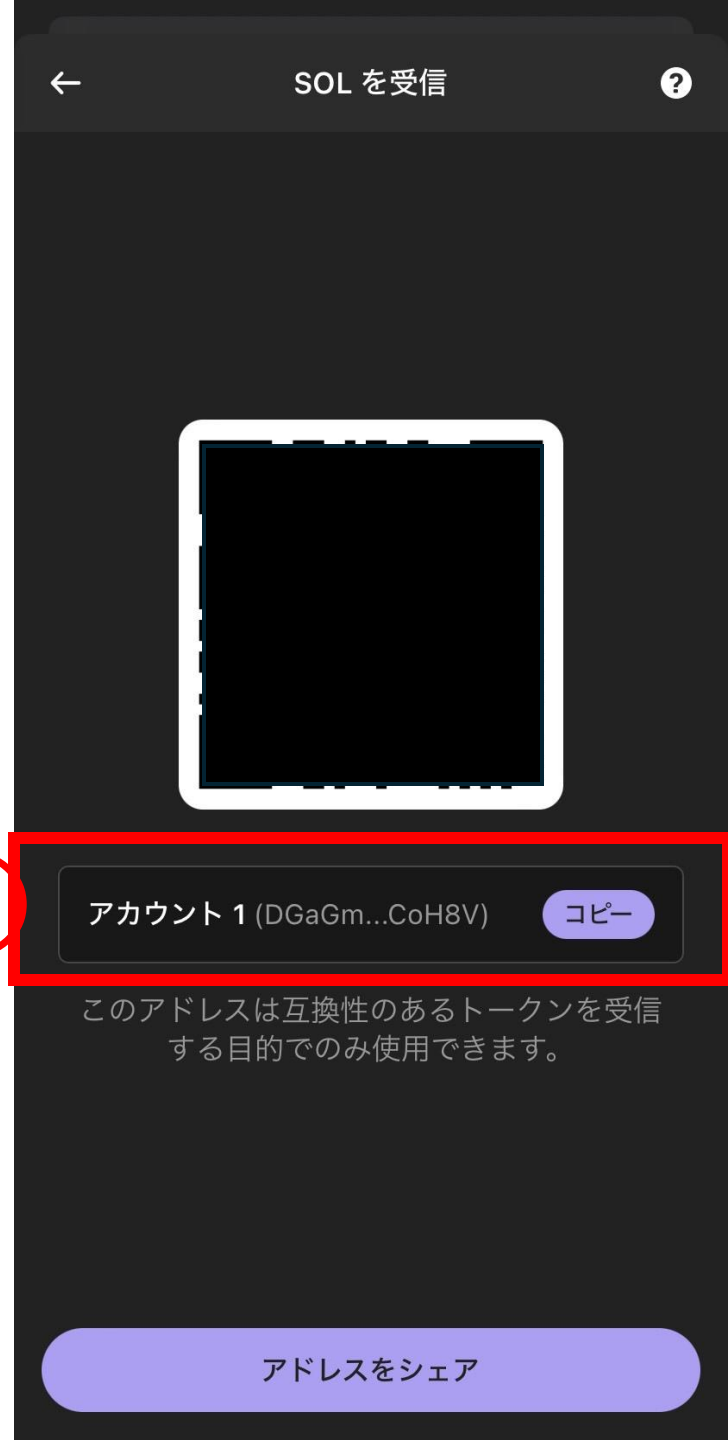 SOL を受信
?
アカウント 1 (DGaGm...CoH8V)
コピー
このアドレスは互換性のあるトークンを受信
する目的でのみ使用できます。
アドレスをシェア